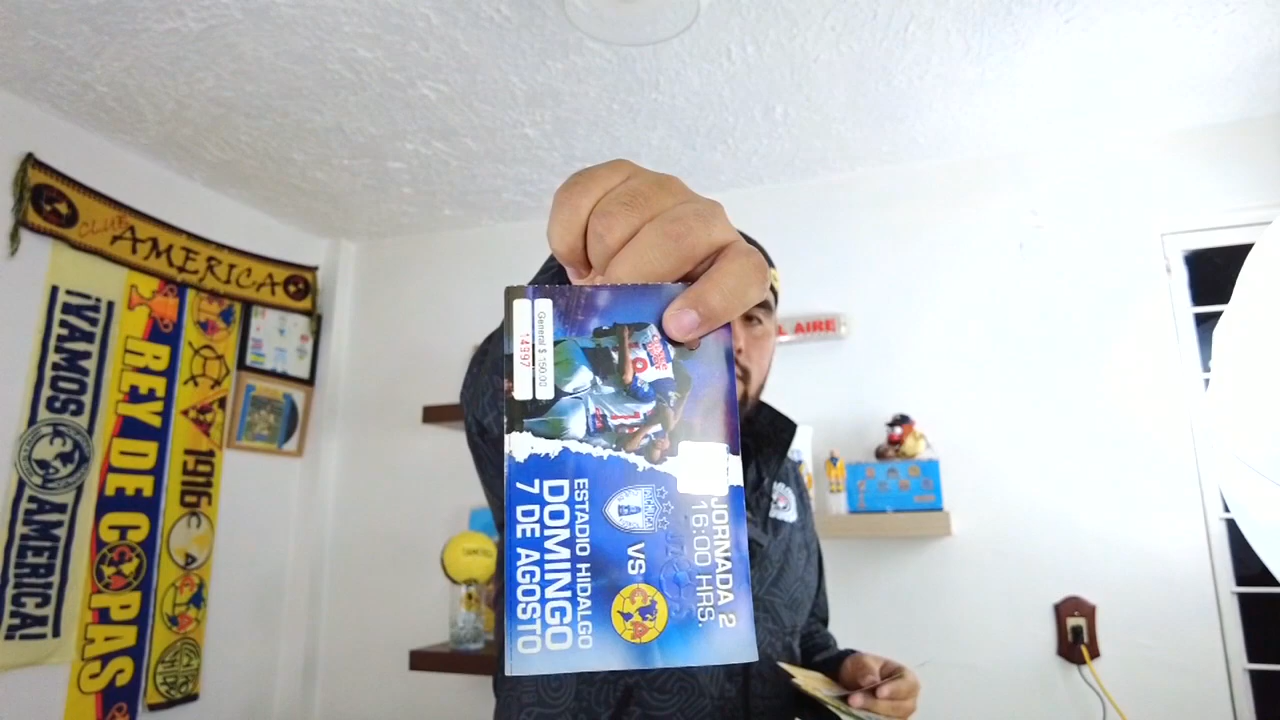 CLUB
AMERICA
¡VAMOS AMERICA!
REY DE COPAS
1916
General $ 150.00
14997
JORNADA 2
16:00 HRS.
PACHUCA
VS
ESTADIO HIDALGO
DOMINGO
7 DE AGOSTO
L AIRE